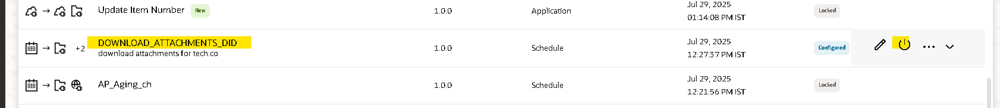 Update Item Number New 1.0.0 Application Jul 29, 2025 Locked
01:14:08 PM IST
+2 DOWNLOAD_ATTACHMENTS_DID 1.0.0 Schedule Jul 29, 2025 Configured
download attachments for tech.co 12:27:37 PM IST
AP_Aging_ch 1.0.0 Schedule Jul 29, 2025 Locked
12:21:56 PM IST